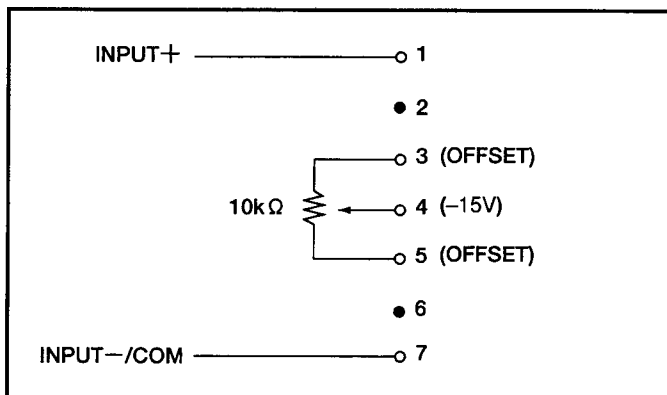 INPUT+ 1
2
3 (OFFSET)
10kΩ 4 (–15V)
5 (OFFSET)
6
INPUT–/COM 7